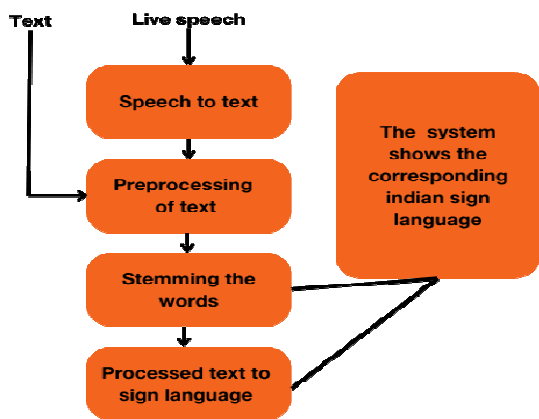 Text
Live speech
Speech to text
Preprocessing
of text
Stemming the
words
Processed text to
sign language
The system
shows the
corresponding
indian sign
language